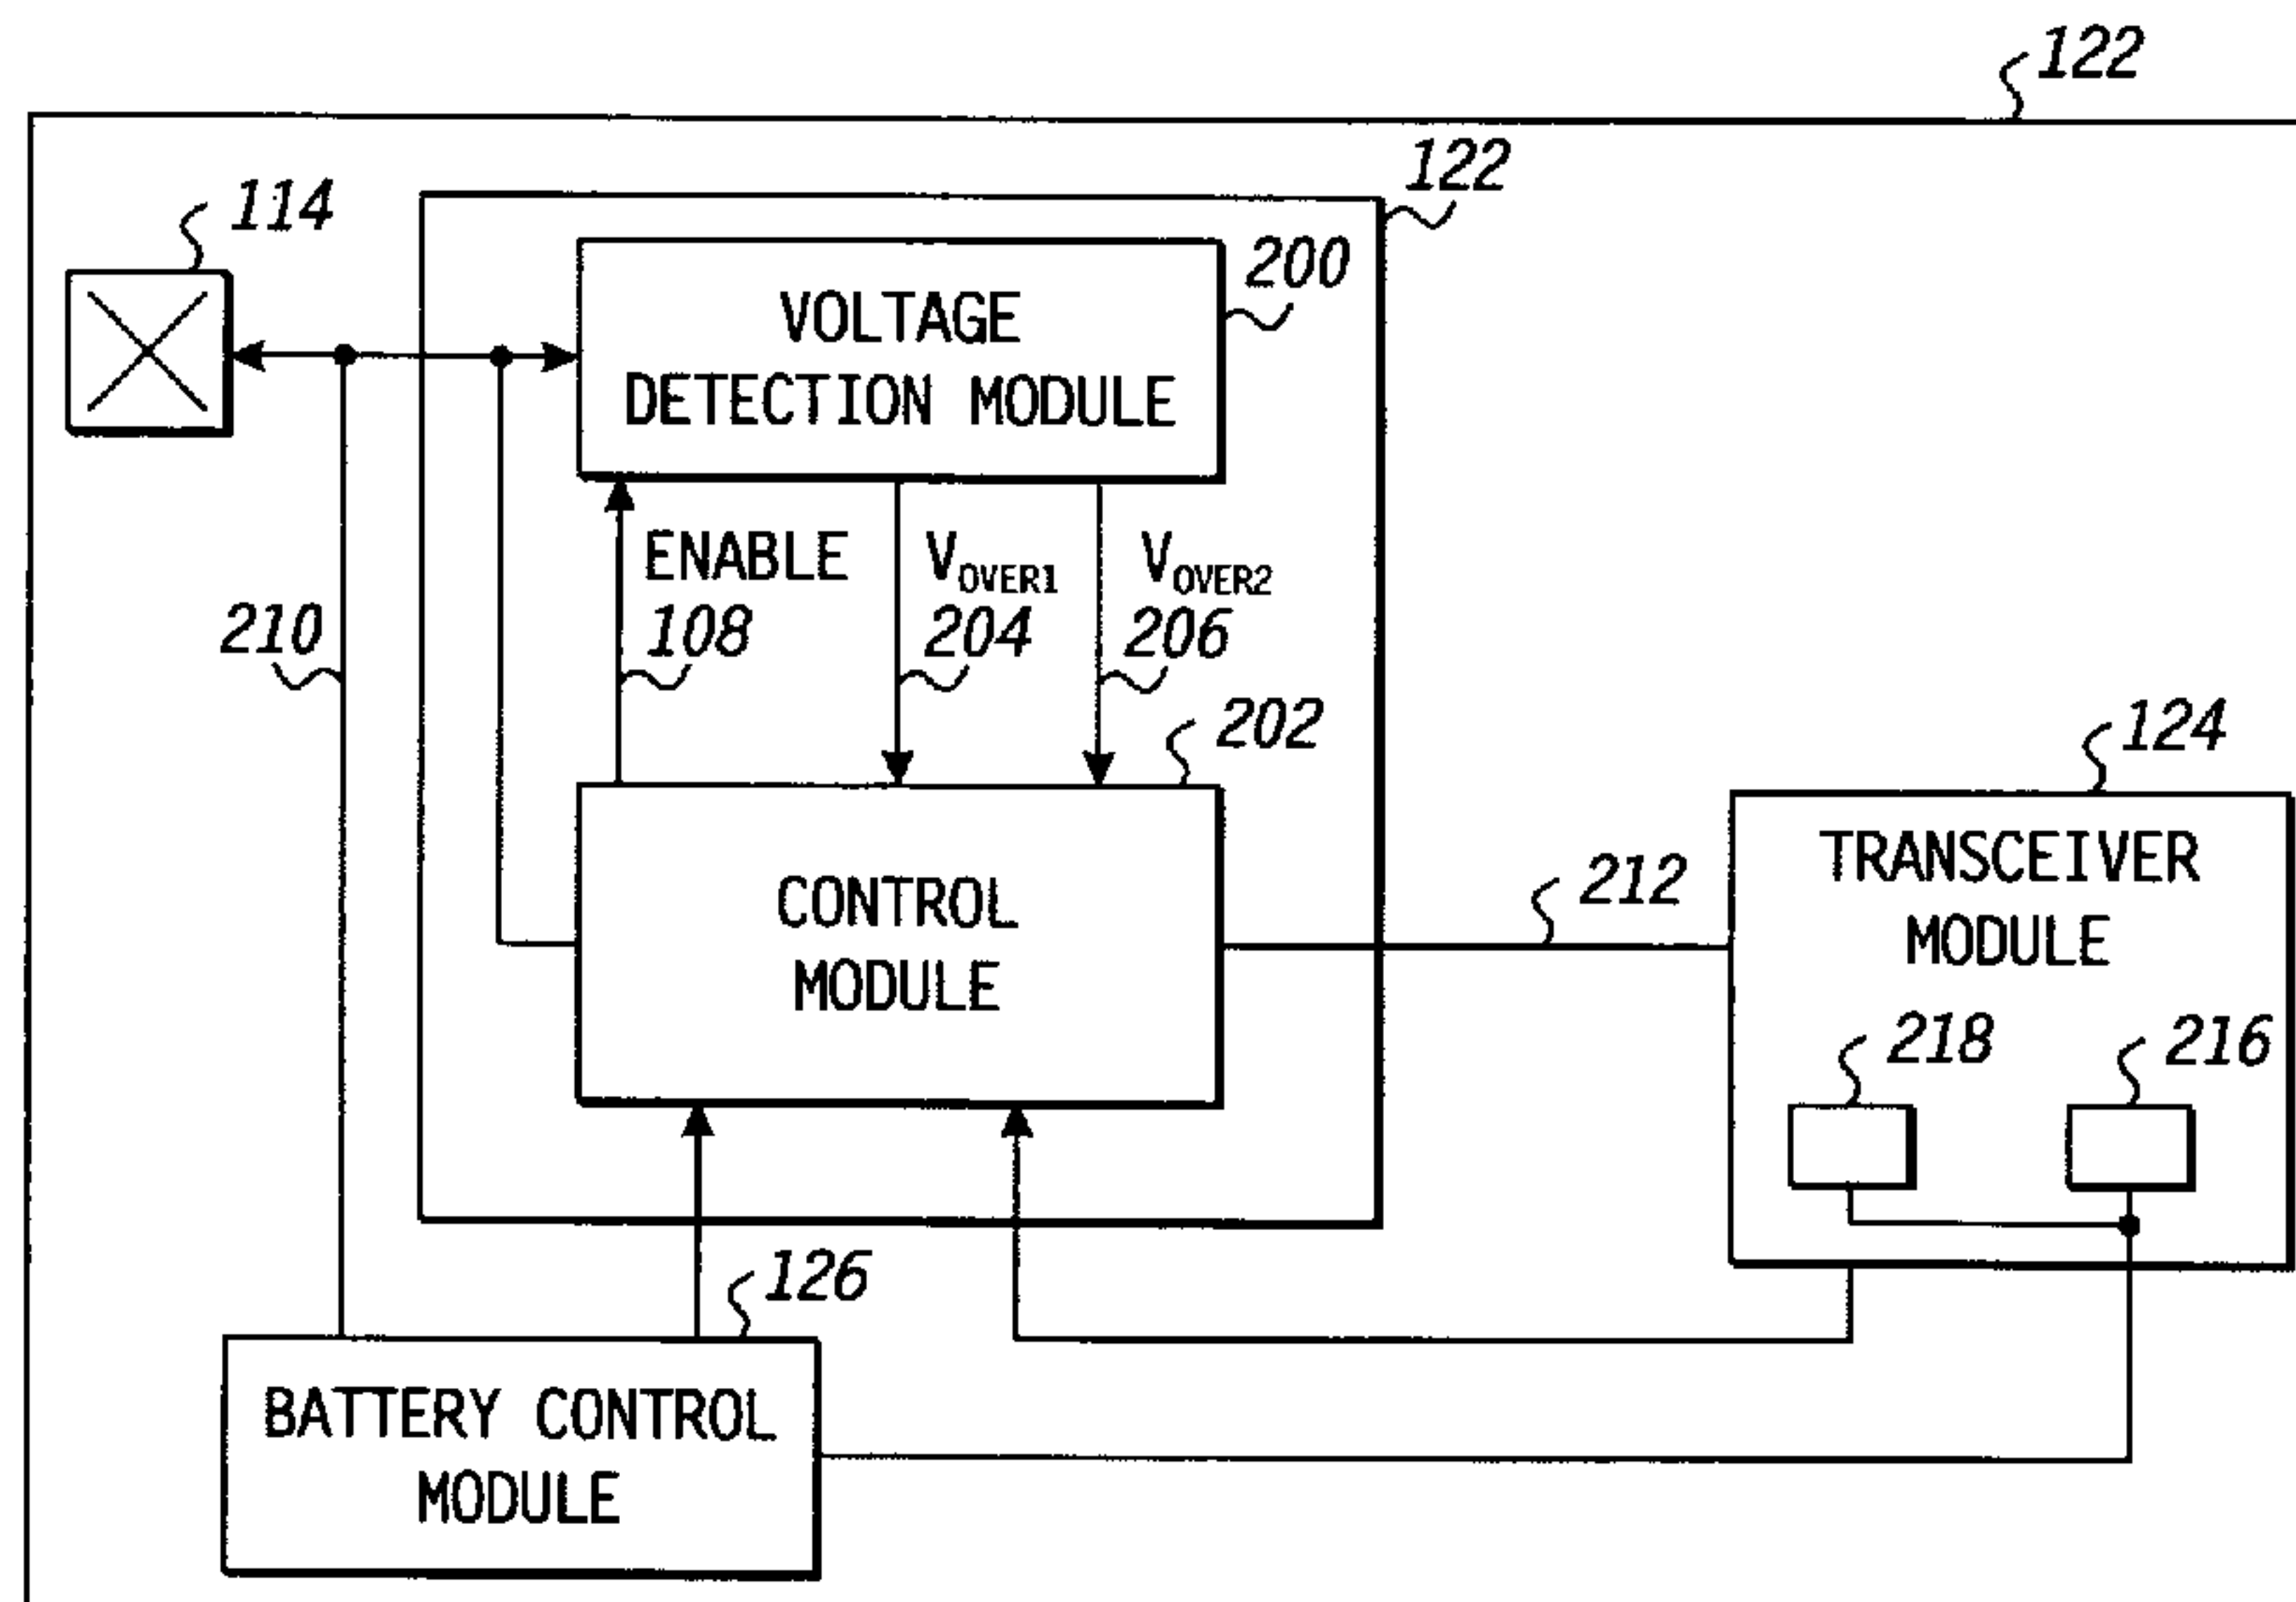 122
122
114
200
VOLTAGE
DETECTION MODULE
ENABLE
108
VOVER1
204
VOVER2
206
210
202
124
TRANSCEIVER
MODULE
212
CONTROL
MODULE
218
216
126
BATTERY CONTROL
MODULE